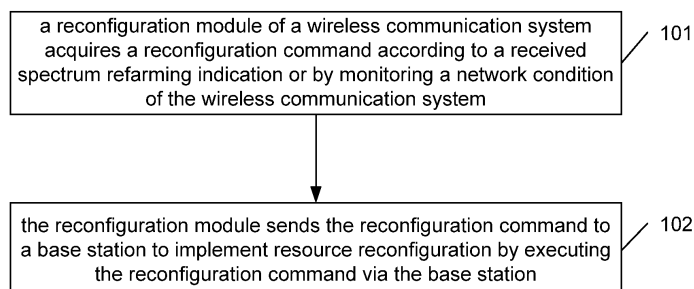 a reconfiguration module of a wireless communication system
acquires a reconfiguration command according to a received
spectrum refarming indication or by monitoring a network condition
of the wireless communication system
101
the reconfiguration module sends the reconfiguration command to
a base station to implement resource reconfiguration by executing
the reconfiguration command via the base station
102